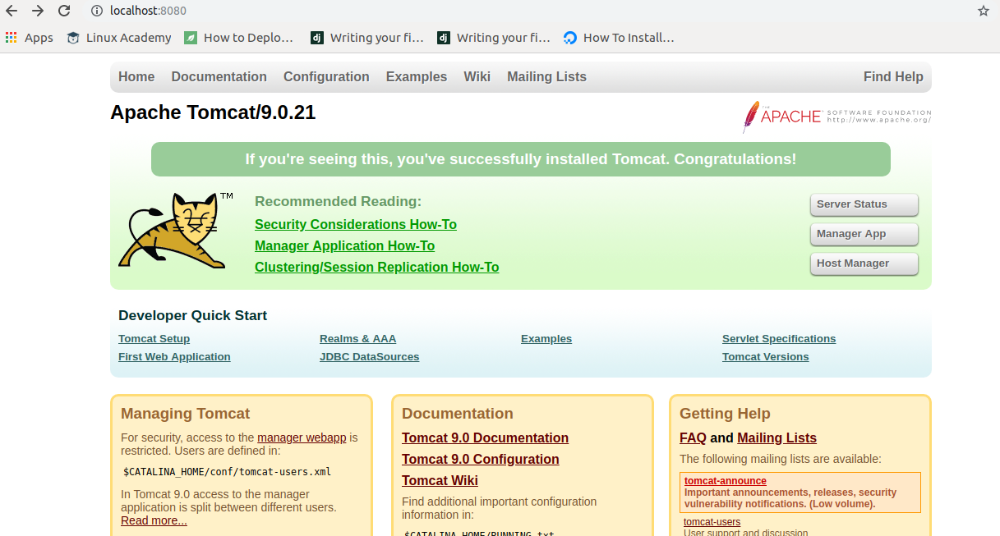 localhost:8080
Apps Linux Academy How to Deplo... Writing your fi... Writing your fi... How To Install...
Home Documentation Configuration Examples Wiki Mailing Lists Find Help
Apache Tomcat/9.0.21
THE APACHE SOFTWARE FOUNDATION
http://www.apache.org/
If you're seeing this, you've successfully installed Tomcat. Congratulations!
TM
Recommended Reading:
Security Considerations How-To
Manager Application How-To
Clustering/Session Replication How-To
Server Status
Manager App
Host Manager
Developer Quick Start
Tomcat Setup
First Web Application
Realms & AAA
JDBC DataSources
Examples
Servlet Specifications
Tomcat Versions
Managing Tomcat
For security, access to the manager webapp is
restricted. Users are defined in:
$CATALINA_HOME/conf/tomcat-users.xml
In Tomcat 9.0 access to the manager
application is split between different users.
Read more...
Documentation
Tomcat 9.0 Documentation
Tomcat 9.0 Configuration
Tomcat Wiki
Find additional important configuration
information in:
$CATALINA_HOME/RUNNING.txt
Getting Help
FAQ and Mailing Lists
The following mailing lists are available:
tomcat-announce
Important announcements, releases, security
vulnerability notifications. (Low volume).
tomcat-users
User support and discussion